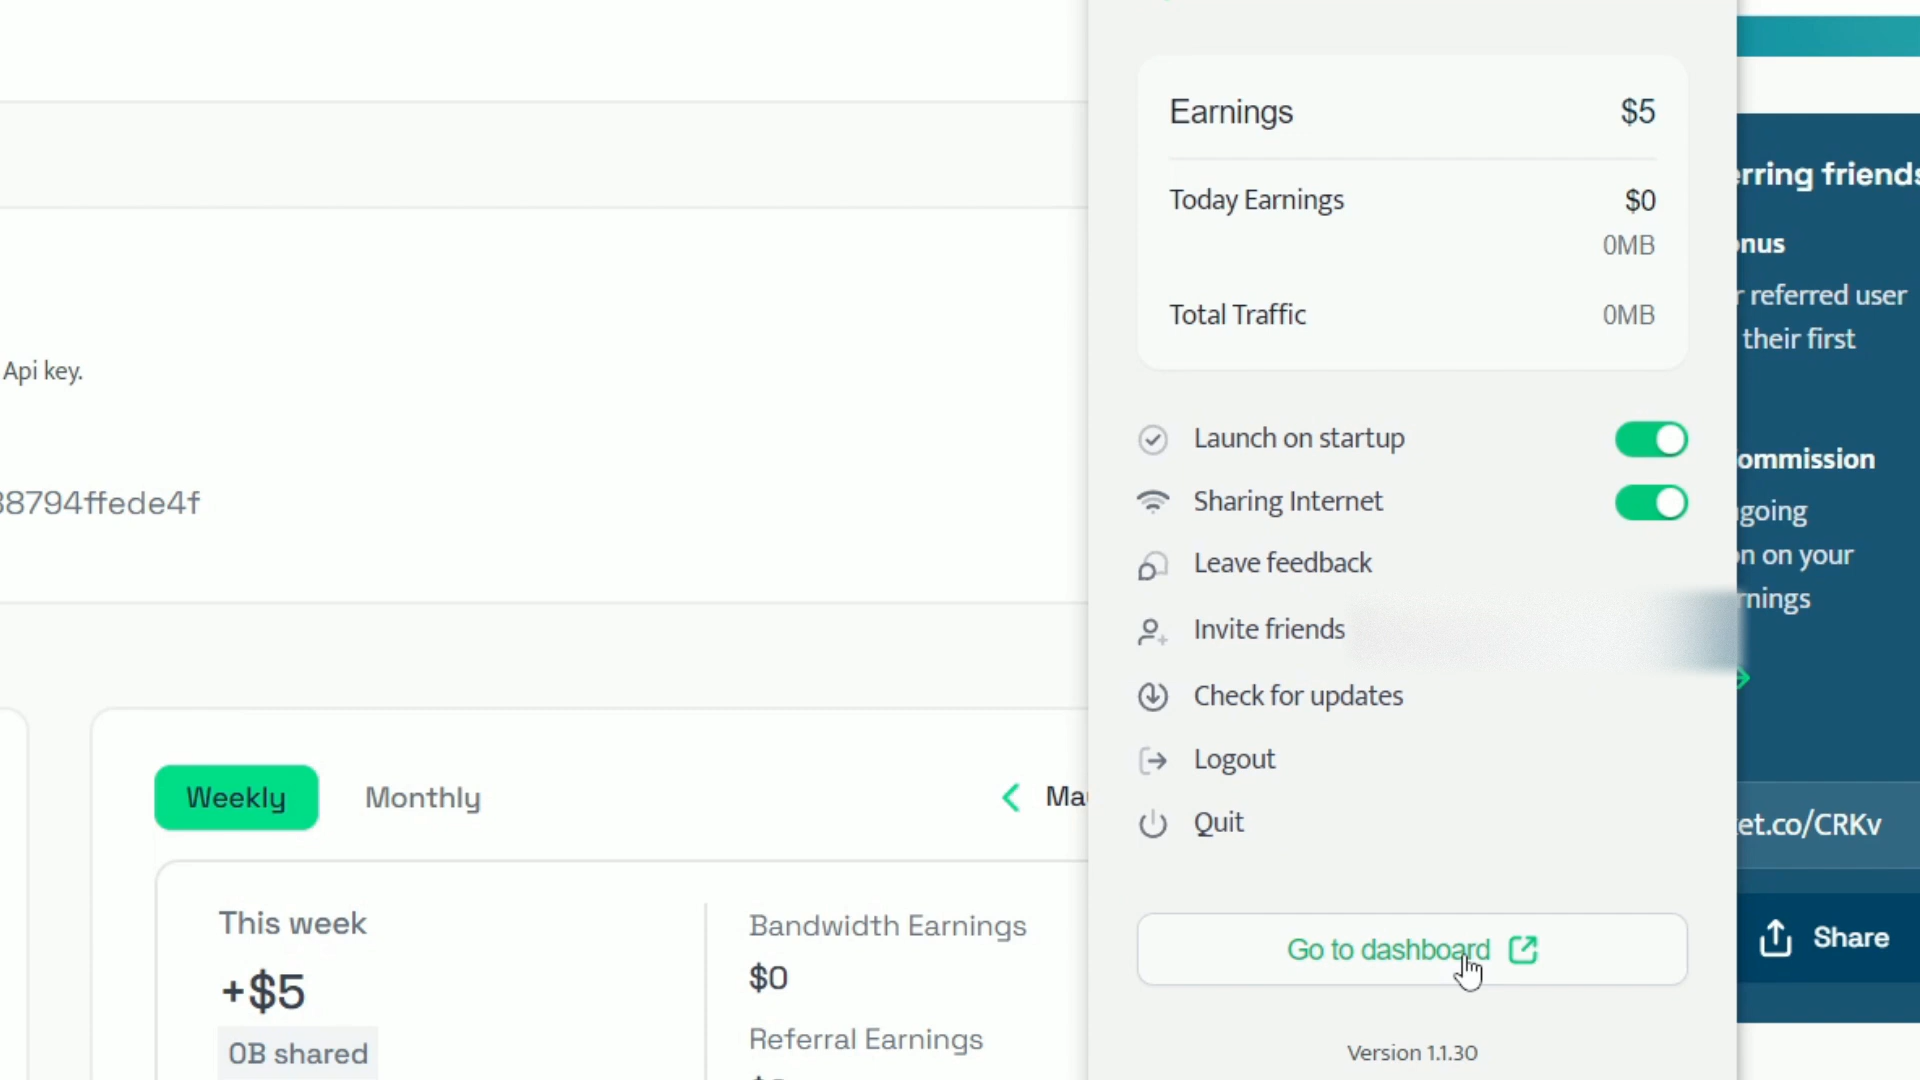 Api key.
38794ffede4f
Weekly
Monthly
This week
+$5
0B shared
Bandwidth Earnings
$0
Referral Earnings
Earnings
$5
Today Earnings
$0
0MB
Total Traffic
0MB
Launch on startup
Sharing Internet
Leave feedback
Invite friends
Check for updates
Logout
Quit
Go to dashboard
Version 1.1.30
erring friends
onus
r referred user
their first
ommission
going
on on your
rnings
et.co/CRKv
Share